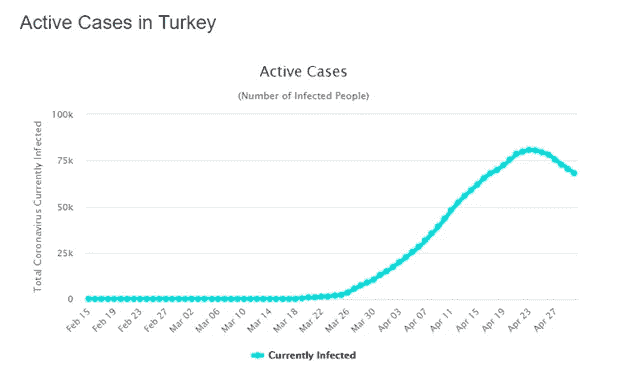 Active Cases in Turkey
Active Cases
(Number of Infected People)
Total Coronavirus Currently Infected
100k
75k
50k
25k
0
Feb 15
Feb 19
Feb 23
Feb 27
Mar 02
Mar 06
Mar 10
Mar 14
Mar 18
Mar 22
Mar 26
Mar 30
Apr 03
Apr 07
Apr 11
Apr 15
Apr 19
Apr 23
Apr 27
Currently Infected